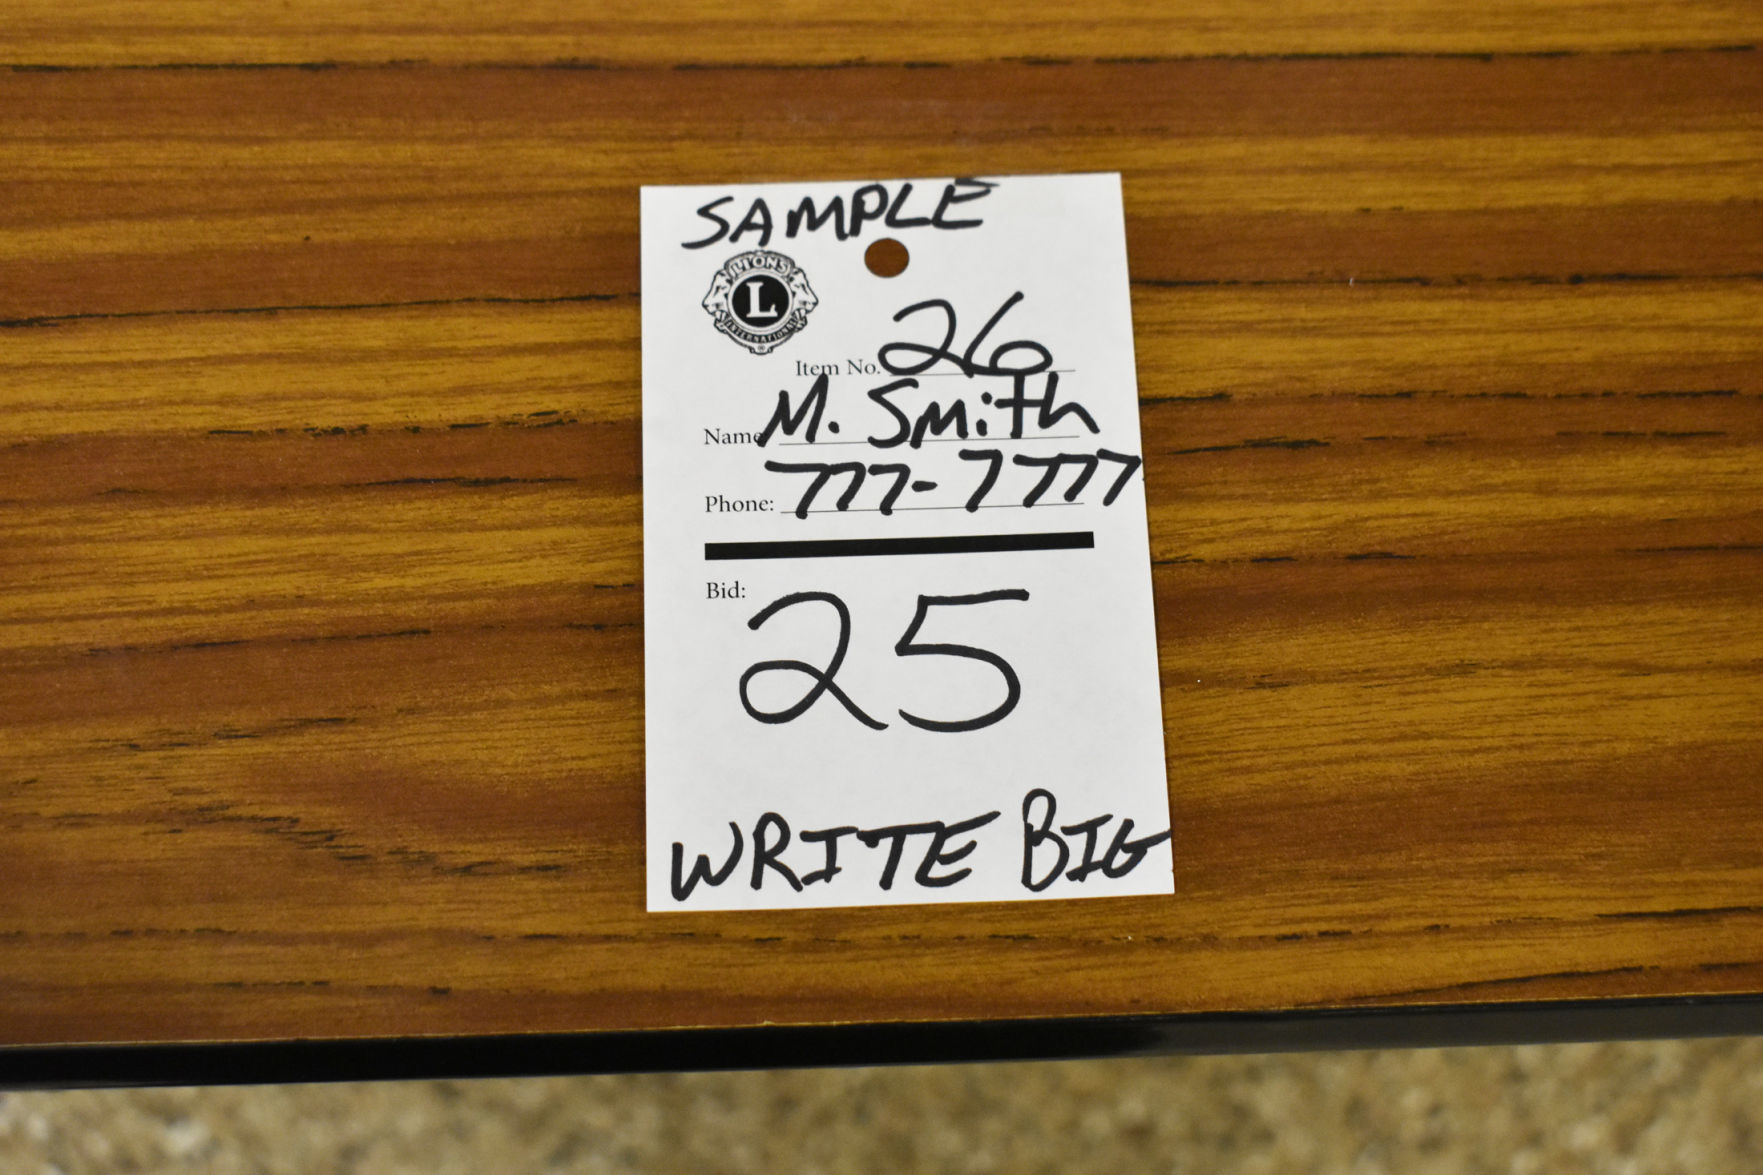 SAMPLE
LIONS
L
INTERNATIONAL
®
Item No. 26
Name M. Smith
Phone: 777-7777
Bid:
25
WRITE BIG